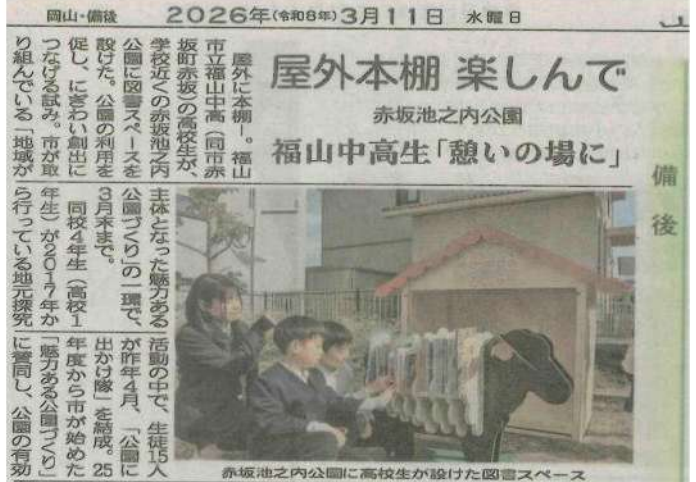 岡山・備後
2026年(令和8年)3月11日 水曜日
備後
屋外本棚 楽しんで
赤坂池之内公園
福山中高生「憩いの場に」
屋外に本棚―。福山
市立福山中高(同市赤
坂町赤坂)の高校生が、
学校近くの赤坂池之内
公園に図書スペースを
設けた。公園の利用を
促し、にぎわい創出に
つなげる試み。市が取
り組んでいる「地域が
主体となった魅力ある
公園づくり」の一環で、
3月末まで。
同校4年生(高校1
年生)が2017年か
ら行っている地元探究
活動の中で、生徒15人
が昨年4月、「公園に
出かけ隊」を結成。25
年度から市が始めた
「魅力ある公園づくり」
に賛同し、公園の有効
赤坂池之内公園に高校生が設けた図書スペース